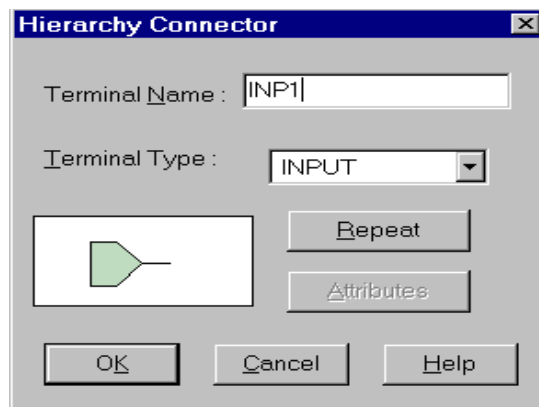 Hierarchy Connector
Terminal Name : INP1
Terminal Type : INPUT
Repeat
Attributes
OK Cancel Help